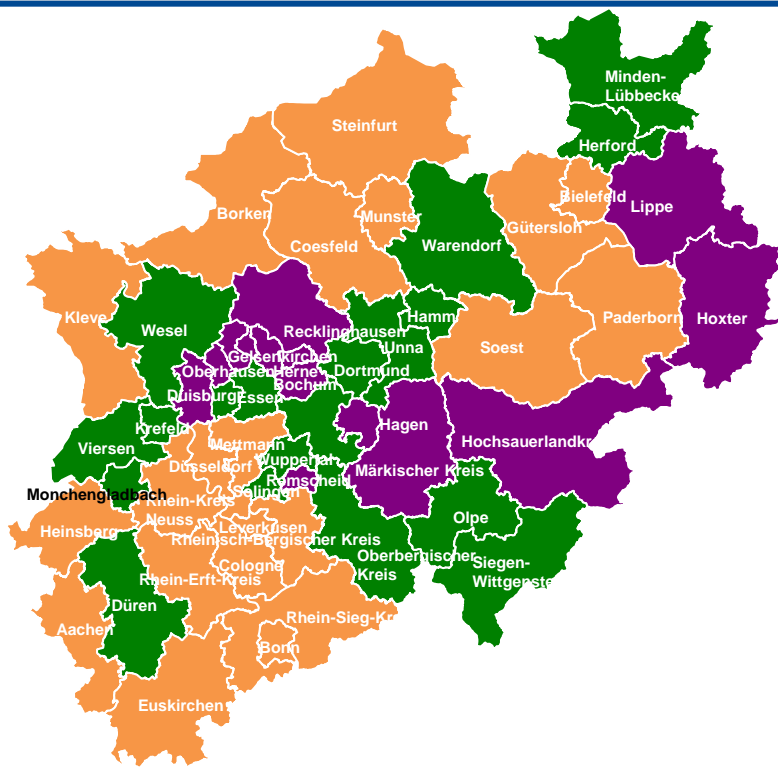 Minden-
Lübbecke
Steinfurt
Herford
Bielefeld
Lippe
Borken
Munster
Gütersloh
Coesfeld
Warendorf
Kleve
Wesel
Recklinghausen
Hamm
Paderborn
Hoxter
Unna
Soest
Gelsenkirchen
Oberhausen
Herne
Dortmund
Bochum
Duisburg
Essen
Krefeld
Hagen
Viersen
Mettmann
Hochsauerlandkr
Wuppertal
Düsseldorf
Märkischer Kreis
Remscheid
Solingen
Monchengladbach
Rhein-Kreis
Neuss
Olpe
Heinsberg
Leverkusen
Rheinisch-Bergischer Kreis
Oberbergischer
Kreis
Cologne
Siegen-
Wittgenste
Rhein-Erft-Kreis
Düren
Rhein-Sieg-Kre
Aachen
Bonn
Euskirchen